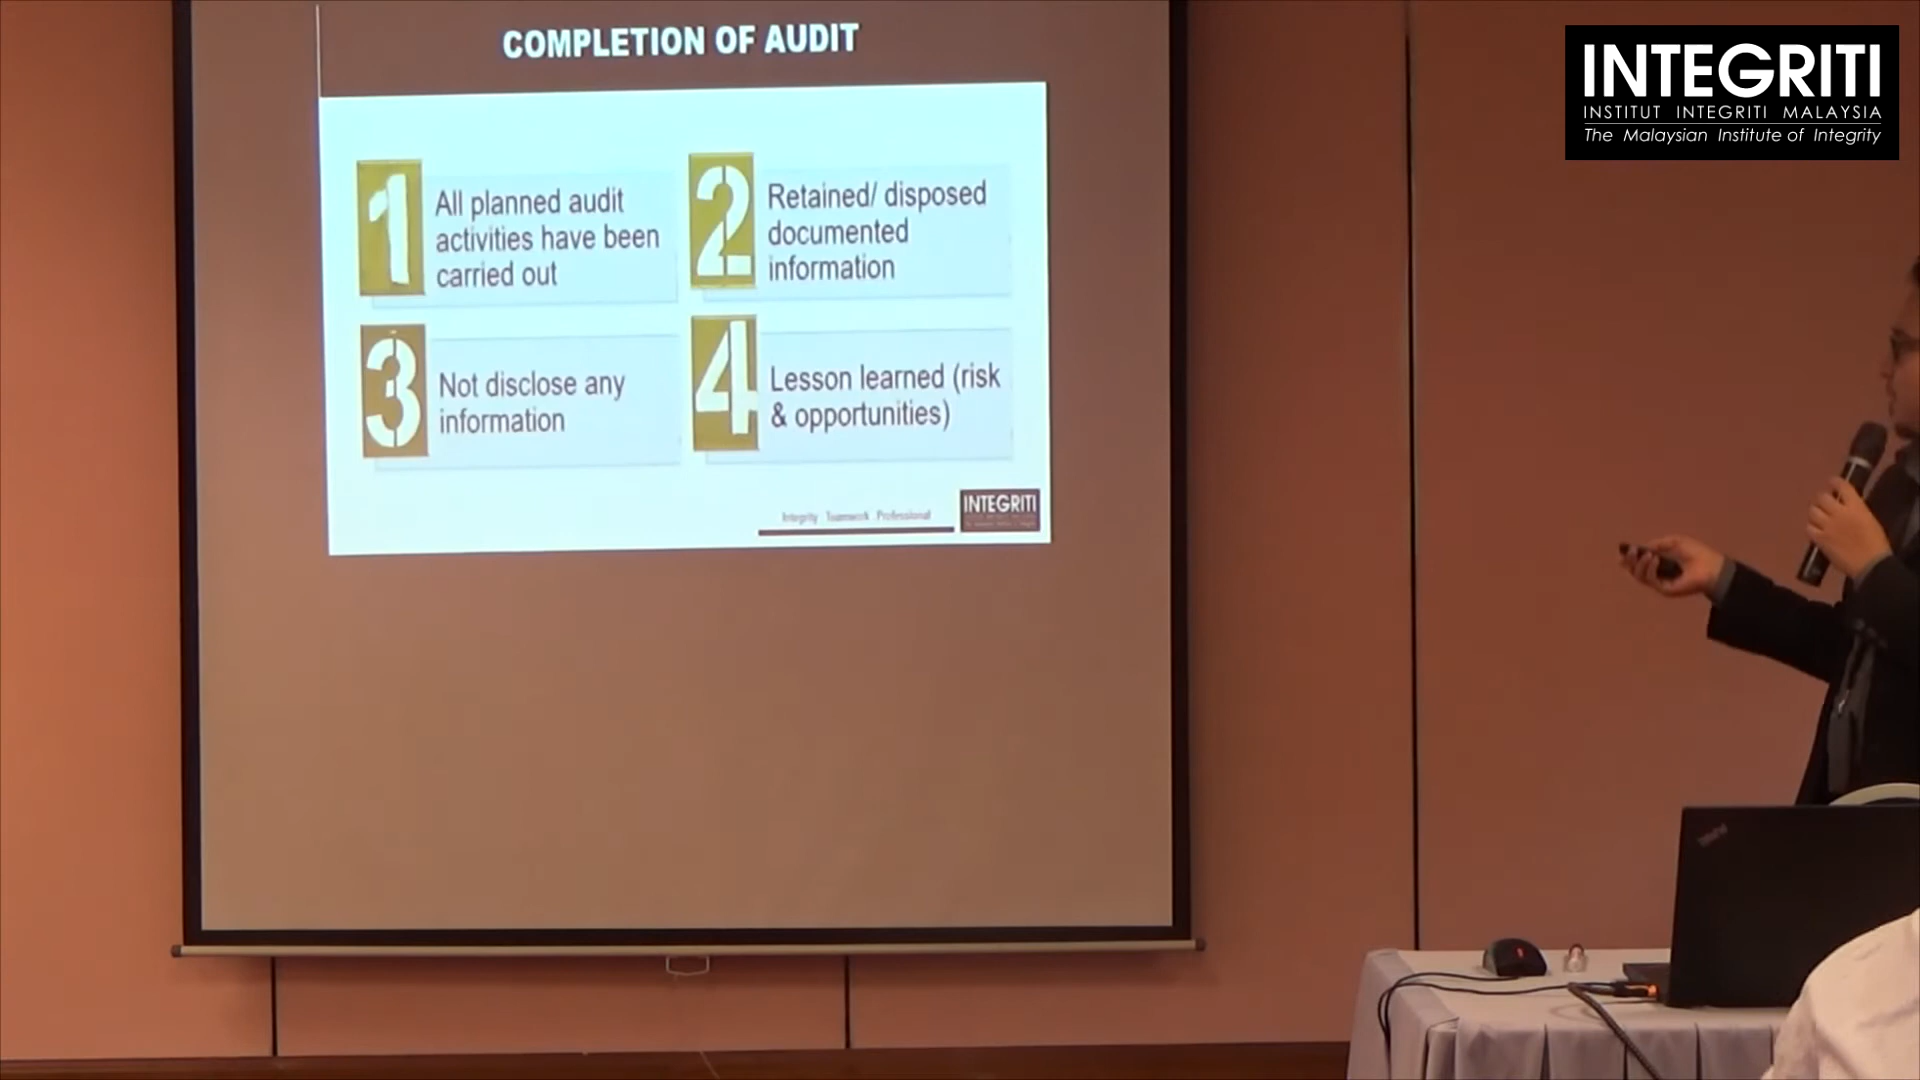 COMPLETION OF AUDIT
INTEGRITI
INSTITUT INTEGRITI MALAYSIA
The Malaysian Institute of Integrity
1
All planned audit
activities have been
carried out
2
Retained/ disposed
documented
information
3
Not disclose any
information
4
Lesson learned (risk
& opportunities)
Integrity Teamwork Professional
INTEGRITI
ThinkPad